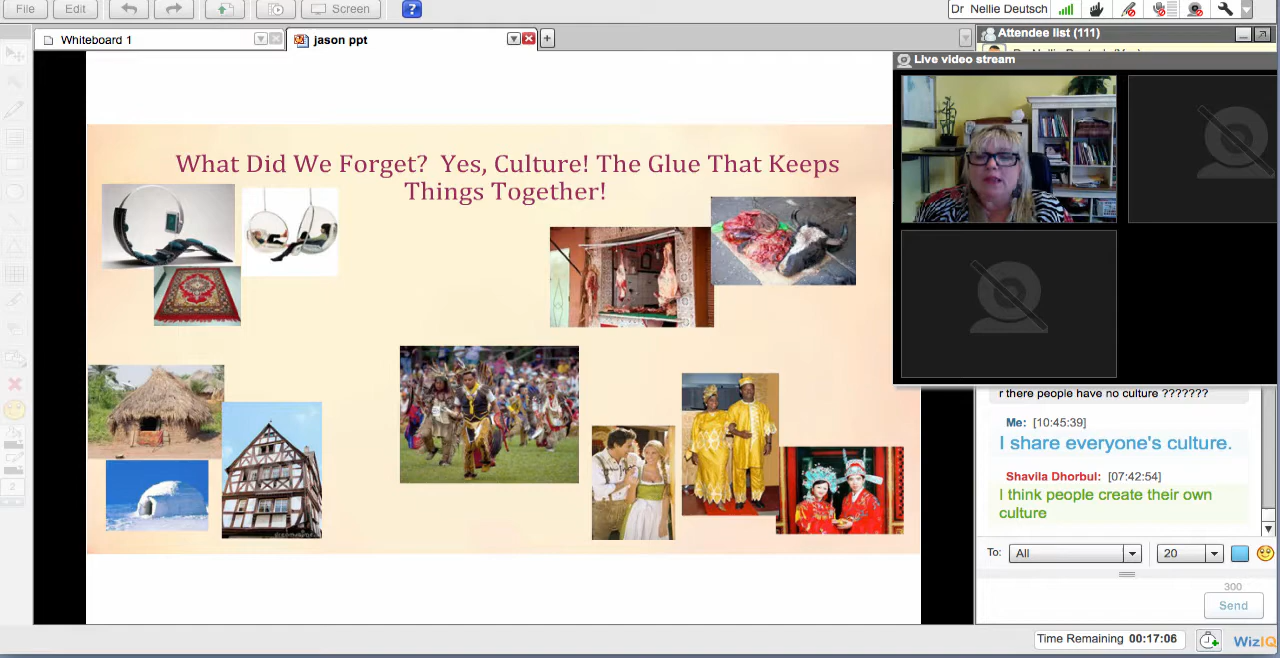 File
Edit
Screen
?
Dr Nellie Deutsch
Whiteboard 1
jason ppt
+
Attendee list (111)
Live video stream
What Did We Forget? Yes, Culture! The Glue That Keeps
Things Together!
r there people have no culture ???????
Me: [10:45:39]
I share everyone's culture.
Shavila Dhorbul: [07:42:54]
I think people create their own
culture
To: All 20
300
Send
2
Time Remaining 00:17:06
WizIQ